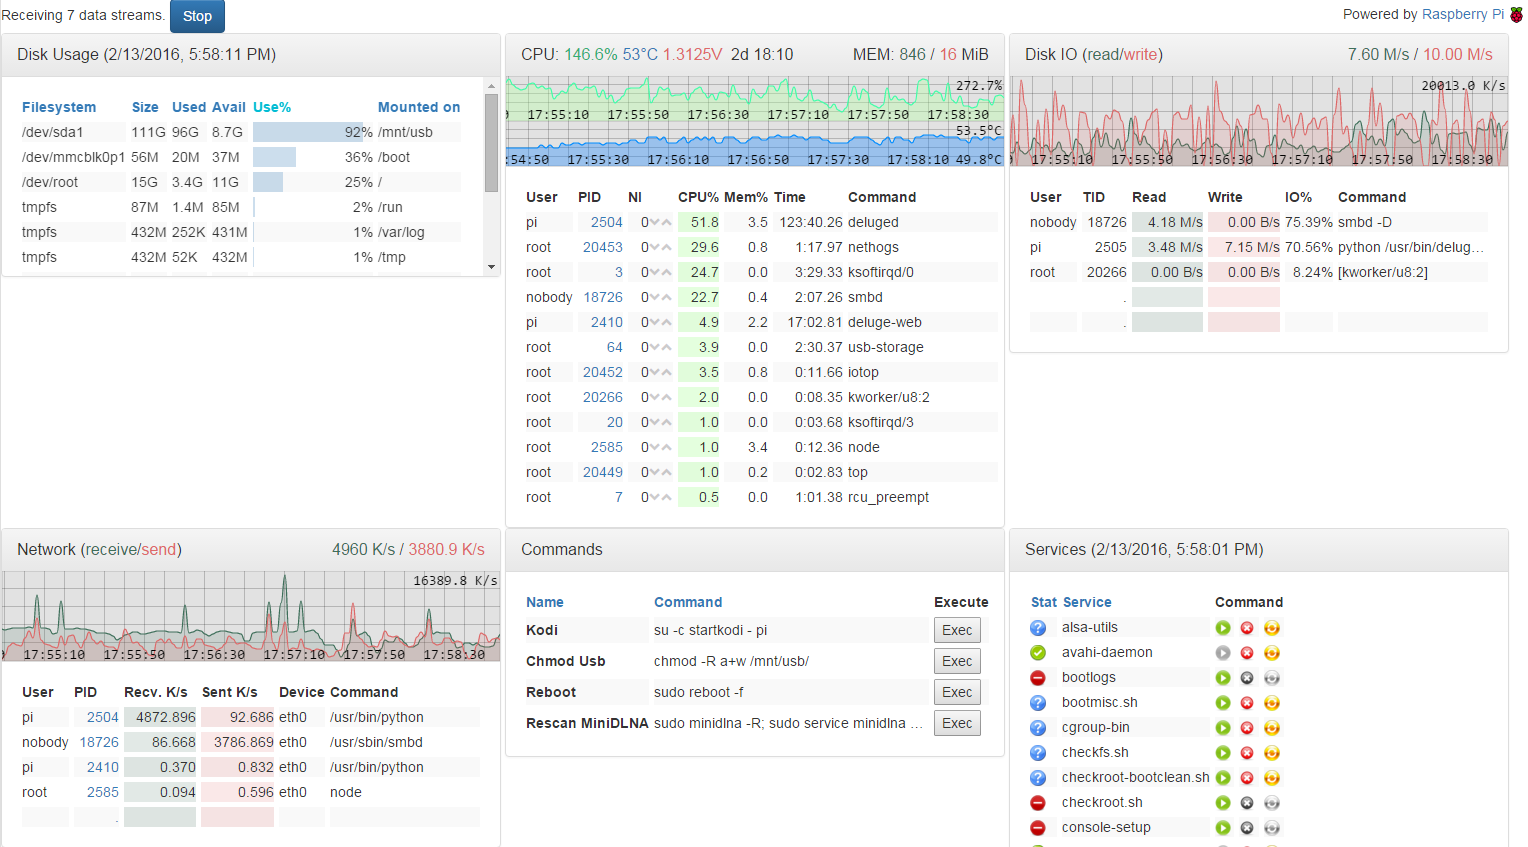 Receiving 7 data streams. Stop
Powered by Raspberry Pi
Disk Usage (2/13/2016, 5:58:11 PM)
Filesystem Size Used Avail Use% Mounted on
/dev/sda1 111G 96G 8.7G 92% /mnt/usb
/dev/mmcblk0p1 56M 20M 37M 36% /boot
/dev/root 15G 3.4G 11G 25% /
tmpfs 87M 1.4M 85M 2% /run
tmpfs 432M 252K 431M 1% /var/log
tmpfs 432M 52K 432M 1% /tmp
CPU: 146.6% 53°C 1.3125V 2d 18:10 MEM: 846 / 16 MiB
272.7%
17:55:10 17:55:50 17:56:30 17:57:10 17:57:50 17:58:30
53.5°C
:54:50 17:55:30 17:56:10 17:56:50 17:57:30 17:58:10 49.8°C
User PID NI CPU% Mem% Time Command
pi 2504 0 51.8 3.5 123:40.26 deluged
root 20453 0 29.6 0.8 1:17.97 nethogs
root 3 0 24.7 0.0 3:29.33 ksoftirqd/0
nobody 18726 0 22.7 0.4 2:07.26 smbd
pi 2410 0 4.9 2.2 17:02.81 deluge-web
root 64 0 3.9 0.0 2:30.37 usb-storage
root 20452 0 3.5 0.8 0:11.66 iotop
root 20266 0 2.0 0.0 0:08.35 kworker/u8:2
root 20 0 1.0 0.0 0:03.68 ksoftirqd/3
root 2585 0 1.0 3.4 0:12.36 node
root 20449 0 1.0 0.2 0:02.83 top
root 7 0 0.5 0.0 1:01.38 rcu_preempt
Disk IO (read/write) 7.60 M/s / 10.00 M/s
20013.0 K/s
17:55:10 17:55:50 17:56:30 17:57:10 17:57:50 17:58:30
User TID Read Write IO% Command
nobody 18726 4.18 M/s 0.00 B/s 75.39% smbd -D
pi 2505 3.48 M/s 7.15 M/s 70.56% python /usr/bin/delug...
root 20266 0.00 B/s 0.00 B/s 8.24% [kworker/u8:2]
.
.
Network (receive/send) 4960 K/s / 3880.9 K/s
16389.8 K/s
17:55:10 17:55:50 17:56:30 17:57:10 17:57:50 17:58:30
User PID Recv. K/s Sent K/s Device Command
pi 2504 4872.896 92.686 eth0 /usr/bin/python
nobody 18726 86.668 3786.869 eth0 /usr/sbin/smbd
pi 2410 0.370 0.832 eth0 /usr/bin/python
root 2585 0.094 0.596 eth0 node
.
Commands
Name Command Execute
Kodi su -c startkodi - pi Exec
Chmod Usb chmod -R a+w /mnt/usb/ Exec
Reboot sudo reboot -f Exec
Rescan MiniDLNA sudo minidlna -R; sudo service minidlna ... Exec
Services (2/13/2016, 5:58:01 PM)
Stat Service Command
alsa-utils
avahi-daemon
bootlogs
bootmisc.sh
cgroup-bin
checkfs.sh
checkroot-bootclean.sh
checkroot.sh
console-setup